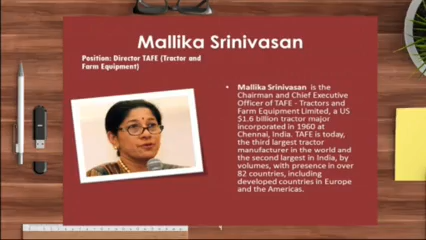 Mallika Srinivasan
Position: Director TAFE (Tractor and
Farm Equipment)
• Mallika Srinivasan is the
Chairman and Chief Executive
Officer of TAFE - Tractors and
Farm Equipment Limited, a US
$1.6 billion tractor major
incorporated in 1960 at
Chennai, India. TAFE is today,
the third largest tractor
manufacturer in the world and
the second largest in India, by
volumes, with presence in over
82 countries, including
developed countries in Europe
and the Americas.